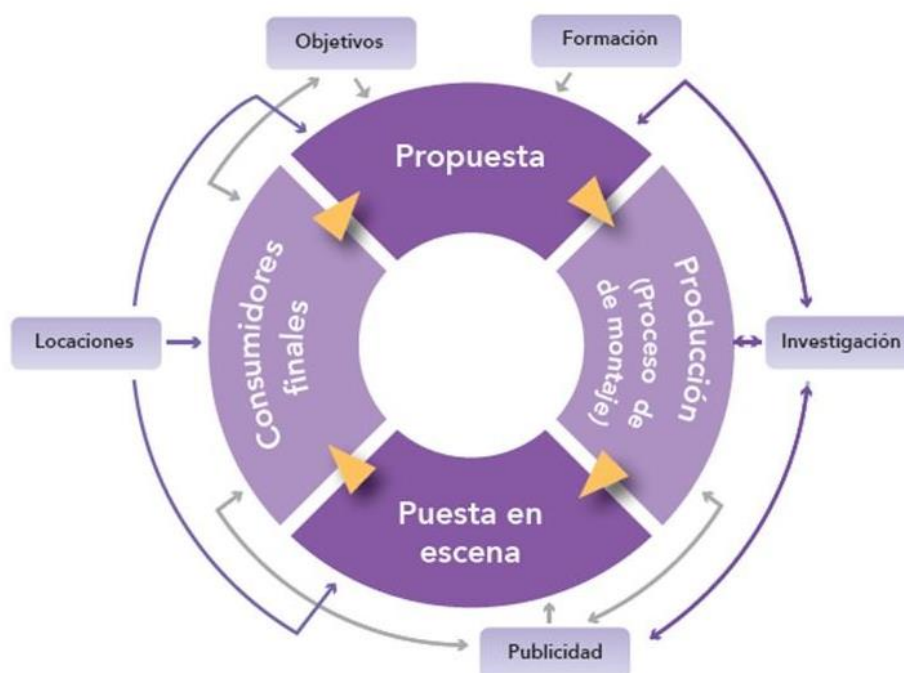 Objetivos
Formación
Propuesta
Consumidores
finales
Producción
(Proceso de
de montaje)
Locaciones
Investigación
Puesta en
escena
Publicidad